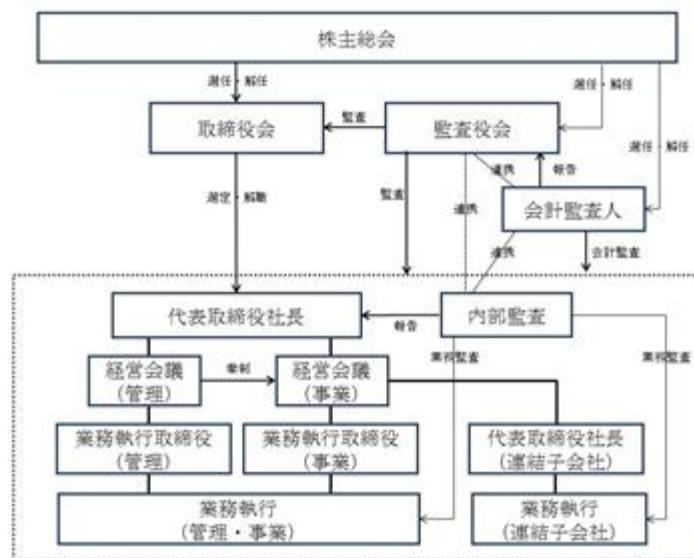 株主総会
選任・解任
選任・解任
取締役会
監査
監査役会
選任・解任
連携
報告
選定・解職
監査
連携
会計監査人
連携
会計監査
代表取締役社長
報告
内部監査
業務監査
業務監査
経営会議
(管理)
牽制
経営会議
(事業)
業務執行取締役
(管理)
業務執行取締役
(事業)
代表取締役社長
(連結子会社)
業務執行
(管理・事業)
業務執行
(連結子会社)